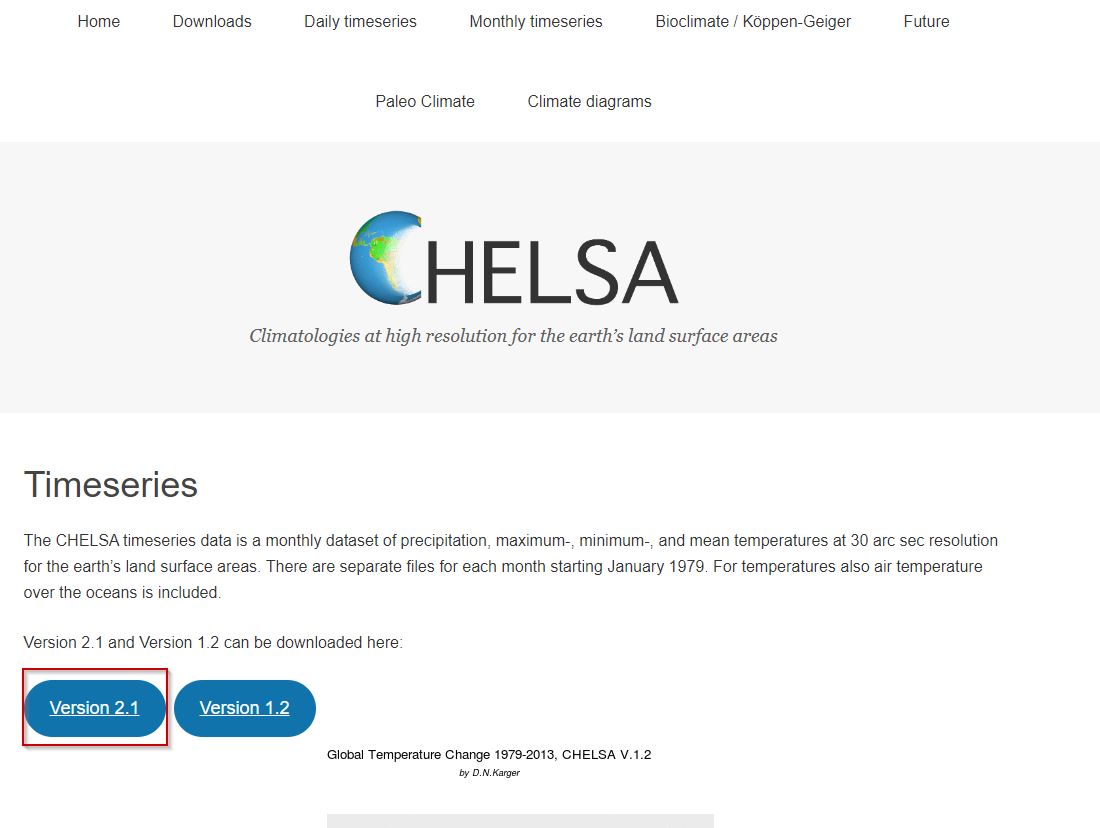 Home Downloads Daily timeseries Monthly timeseries Bioclimate / Köppen-Geiger Future
Paleo Climate Climate diagrams
CHELSA
Climatologies at high resolution for the earth’s land surface areas
Timeseries
The CHELSA timeseries data is a monthly dataset of precipitation, maximum-, minimum-, and mean temperatures at 30 arc sec resolution
for the earth’s land surface areas. There are separate files for each month starting January 1979. For temperatures also air temperature
over the oceans is included.
Version 2.1 and Version 1.2 can be downloaded here:
Version 2.1 Version 1.2
Global Temperature Change 1979-2013, CHELSA V.1.2
by D.N.Karger